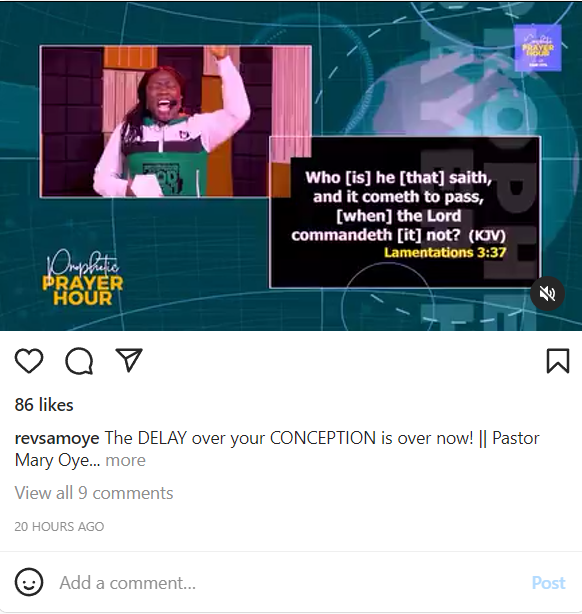 Prophetic
PRAYER
HOUR
Who [is] he [that] saith,
and it cometh to pass,
[when] the Lord
commandeth [it] not? (KJV)
Lamentations 3:37
Prophetic
PRAYER
HOUR
86 likes
revsamoye The DELAY over your CONCEPTION is over now! || Pastor
Mary Oye... more
View all 9 comments
20 HOURS AGO
Add a comment...
Post